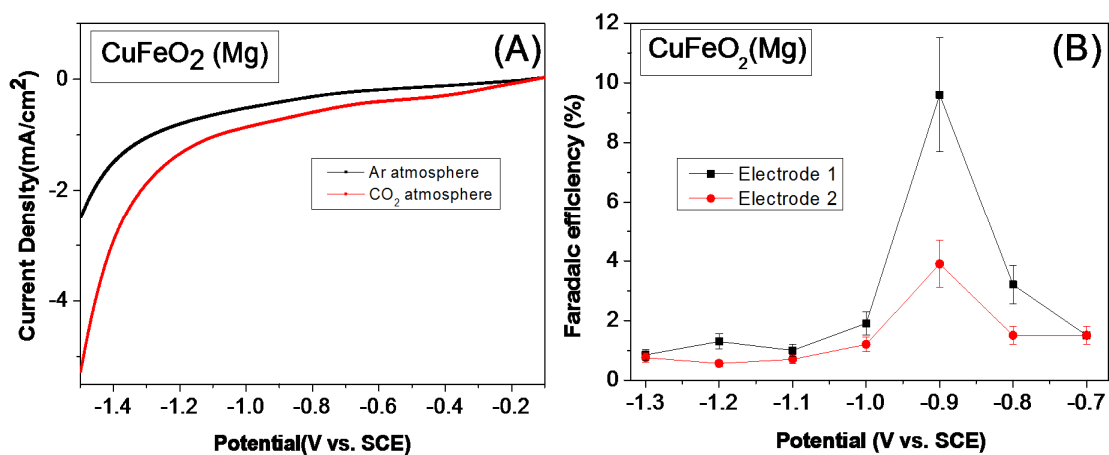 CuFeO2 (Mg)
(A)
0
-2
-4
Current Density(mA/cm²)
Ar atmosphere
CO₂ atmosphere
-1.4 -1.2 -1.0 -0.8 -0.6 -0.4 -0.2
Potential(V vs. SCE)
CuFeO₂(Mg)
(B)
12
10
8
6
4
2
0
Faradaic efficiency (%)
Electrode 1
Electrode 2
-1.3 -1.2 -1.1 -1.0 -0.9 -0.8 -0.7
Potential (V vs. SCE)